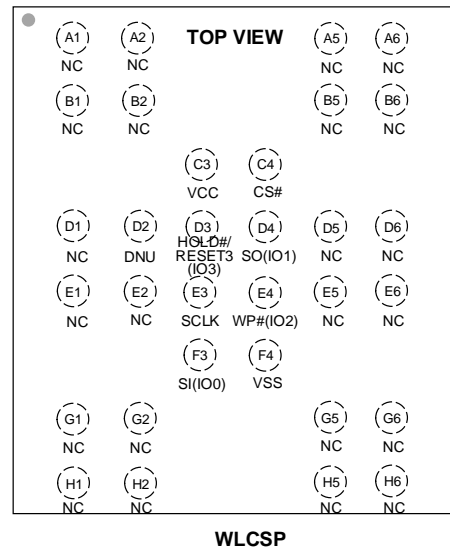 A1 A2 TOP VIEW A5 A6
NC NC NC NC
B1 B2 B5 B6
NC NC NC NC
C3 C4
VCC CS#
D1 D2 D3 D4 D5 D6
NC DNU HOLD#/ SO(IO1) NC NC
RESET3
(IO3)
E1 E2 E3 E4 E5 E6
NC NC SCLK WP#(IO2) NC NC
F3 F4
SI(IO0) VSS
G1 G2 G5 G6
NC NC NC NC
H1 H2 H5 H6
NC NC NC NC
WLCSP